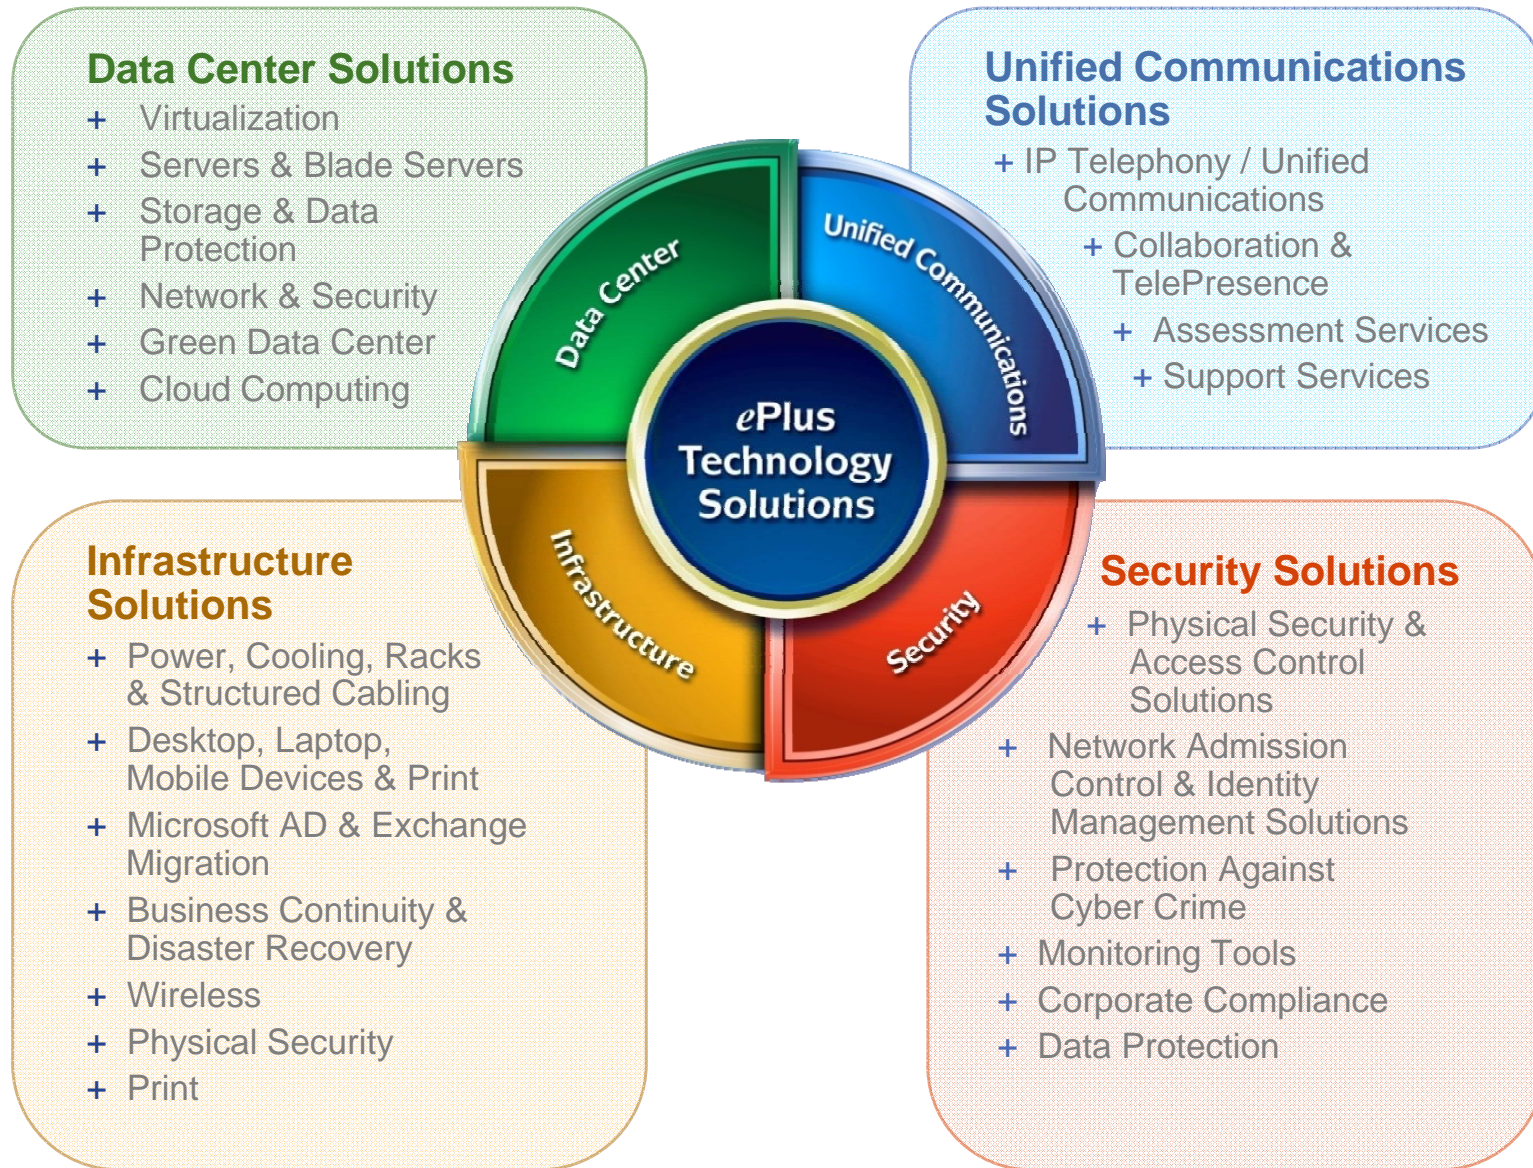 Data Center Solutions
+ Virtualization
+ Servers & Blade Servers
+ Storage & Data
Protection
+ Network & Security
+ Green Data Center
+ Cloud Computing
Unified Communications
Solutions
+ IP Telephony / Unified
Communications
+ Collaboration &
TelePresence
+ Assessment Services
+ Support Services
Data Center
Unified Communications
ePlus
Technology
Solutions
Infrastructure
Security
Infrastructure
Solutions
+ Power, Cooling, Racks
& Structured Cabling
+ Desktop, Laptop,
Mobile Devices & Print
+ Microsoft AD & Exchange
Migration
+ Business Continuity &
Disaster Recovery
+ Wireless
+ Physical Security
+ Print
Security Solutions
+ Physical Security &
Access Control
Solutions
+ Network Admission
Control & Identity
Management Solutions
+ Protection Against
Cyber Crime
+ Monitoring Tools
+ Corporate Compliance
+ Data Protection